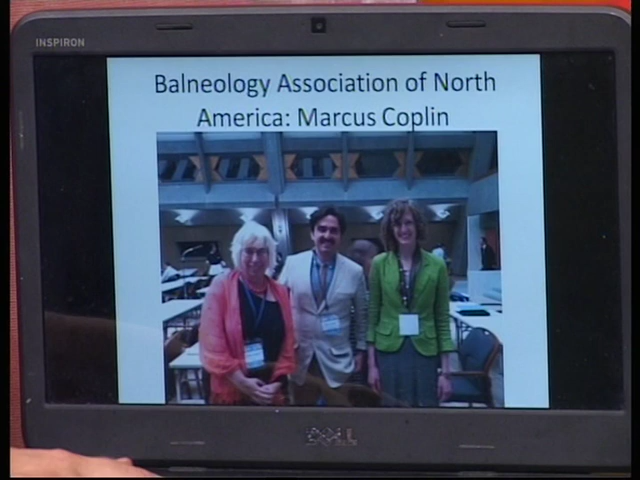 INSPIRON
Balneology Association of North
America: Marcus Coplin
DELL